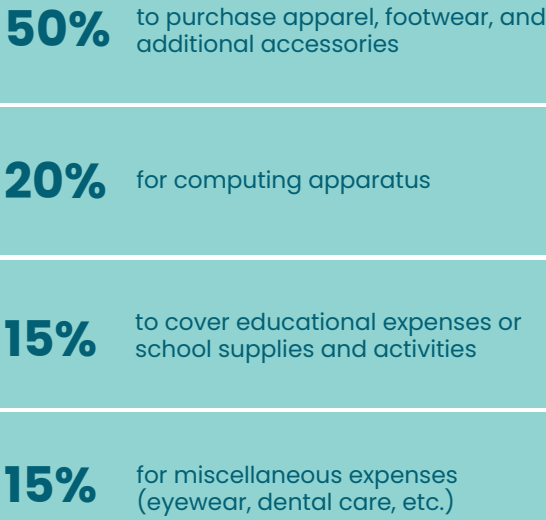 50%
to purchase apparel, footwear, and
additional accessories
20%
for computing apparatus
15%
to cover educational expenses or
school supplies and activities
15%
for miscellaneous expenses
(eyewear, dental care, etc.)